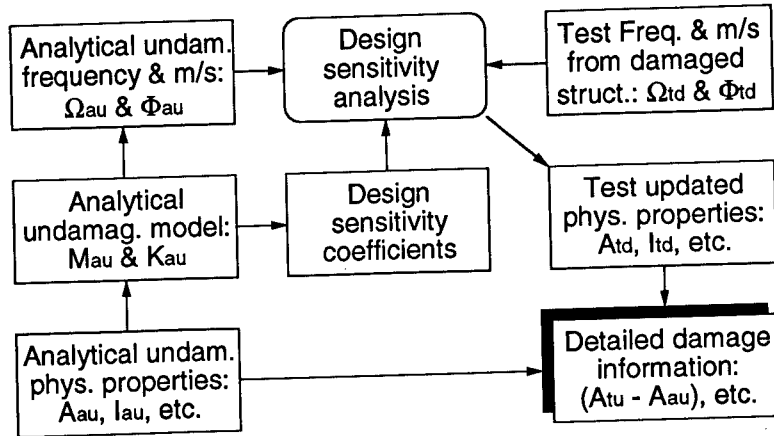 Analytical undam.
frequency & m/s:
Ωau & Φau
Design
sensitivity
analysis
Test Freq. & m/s
from damaged
struct.: Ωtd & Φtd
Analytical
undamag. model:
Mau & Kau
Design
sensitivity
coefficients
Test updated
phys. properties:
Atd, Itd, etc.
Analytical undam.
phys. properties:
Aau, Iau, etc.
Detailed damage
information:
(Atu - Aau), etc.